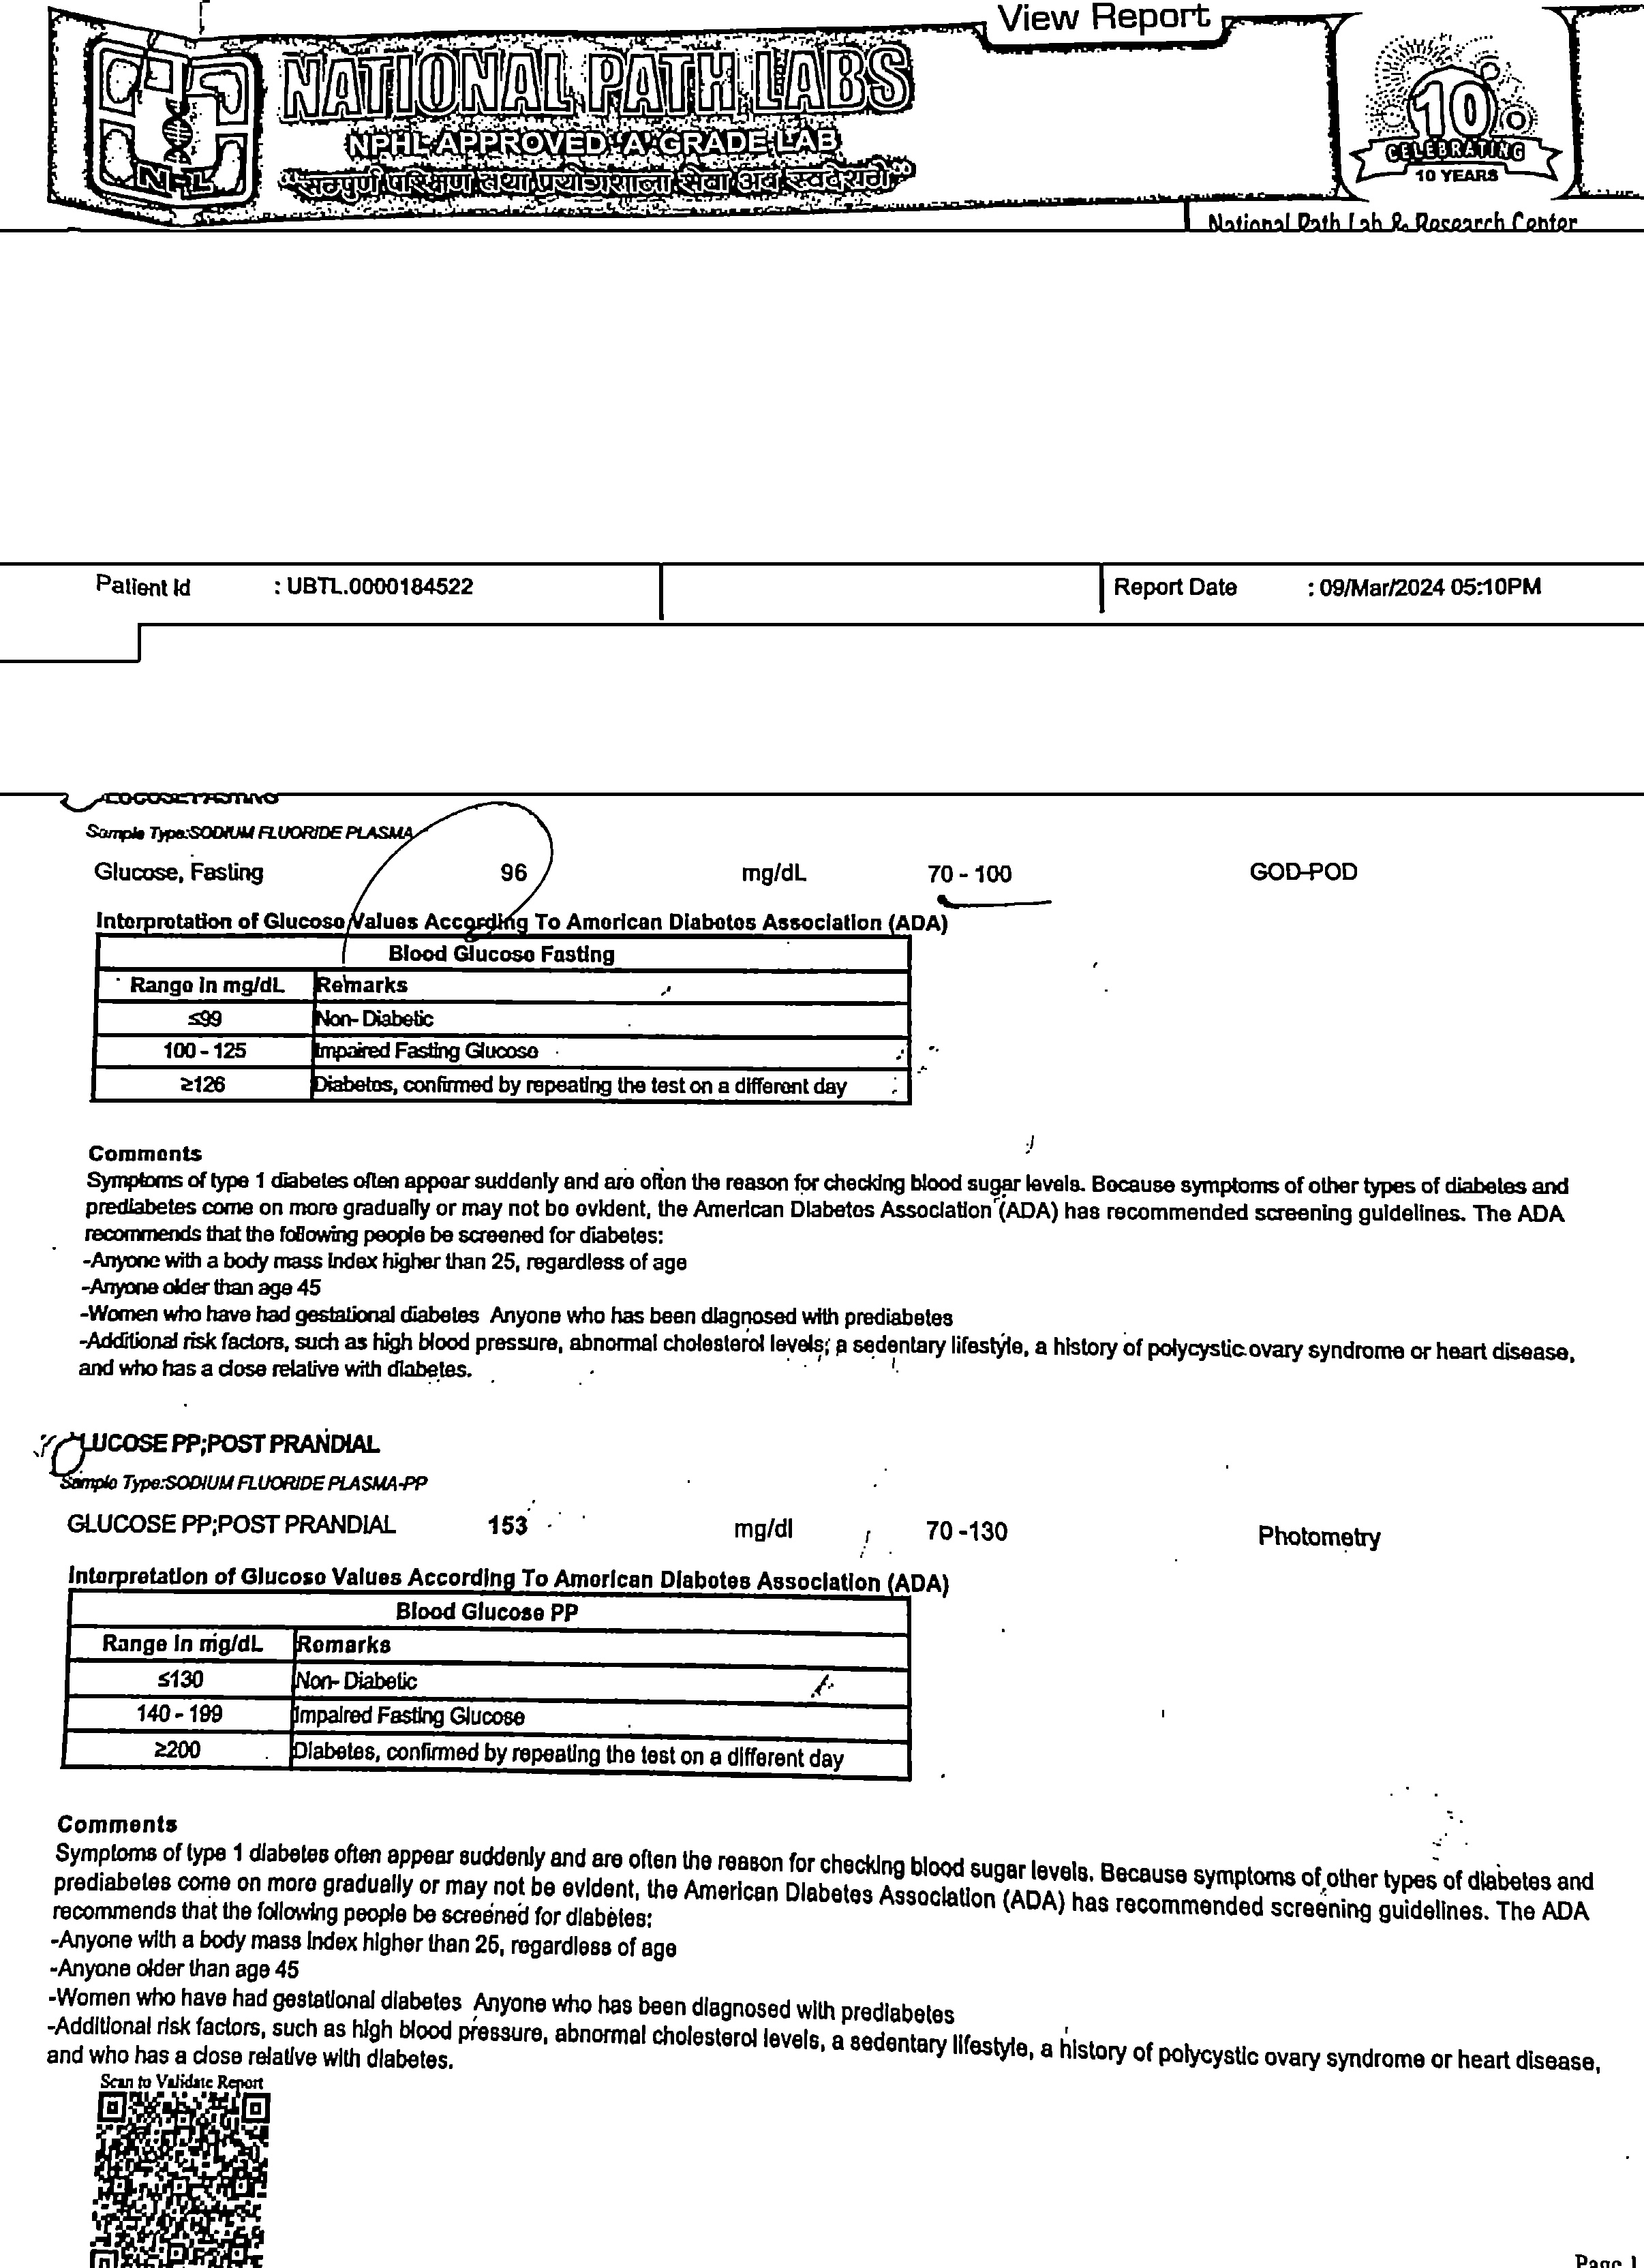 View Report
NATIONAL PATH LABS
NPHL APPROVED 'A' GRADE LAB
"सम्पूर्ण परिक्षण तथा प्रयोगशाला सेवा अब स्वदेशमै"
NPL
10
CELEBRATING
10 YEARS
National Path Lab & Research Center
Patient Id : UBTL.0000184522 Report Date : 09/Mar/2024 05:10PM
Sample Type:SODIUM FLUORIDE PLASMA
Glucose, Fasting 96 mg/dL 70 - 100 GOD-POD
Interpretation of Glucose Values According To American Diabetes Association (ADA)
Blood Glucose Fasting
Range in mg/dL Remarks
≤99 Non- Diabetic
100 - 125 Impaired Fasting Glucose
≥126 Diabetes, confirmed by repeating the test on a different day
Comments
Symptoms of type 1 diabetes often appear suddenly and are often the reason for checking blood sugar levels. Because symptoms of other types of diabetes and
prediabetes come on more gradually or may not be evident, the American Diabetes Association (ADA) has recommended screening guidelines. The ADA
recommends that the following people be screened for diabetes:
-Anyone with a body mass index higher than 25, regardless of age
-Anyone older than age 45
-Women who have had gestational diabetes Anyone who has been diagnosed with prediabetes
-Additional risk factors, such as high blood pressure, abnormal cholesterol levels, a sedentary lifestyle, a history of polycystic ovary syndrome or heart disease,
and who has a close relative with diabetes.
LUCOSE PP;POST PRANDIAL
Sample Type:SODIUM FLUORIDE PLASMA-PP
GLUCOSE PP;POST PRANDIAL 153 mg/dl 70 -130 Photometry
Interpretation of Glucose Values According To American Diabetes Association (ADA)
Blood Glucose PP
Range in mg/dL Remarks
≤130 Non- Diabetic
140 - 199 Impaired Fasting Glucose
≥200 Diabetes, confirmed by repeating the test on a different day
Comments
Symptoms of type 1 diabetes often appear suddenly and are often the reason for checking blood sugar levels. Because symptoms of other types of diabetes and
prediabetes come on more gradually or may not be evident, the American Diabetes Association (ADA) has recommended screening guidelines. The ADA
recommends that the following people be screened for diabetes:
-Anyone with a body mass index higher than 25, regardless of age
-Anyone older than age 45
-Women who have had gestational diabetes Anyone who has been diagnosed with prediabetes
-Additional risk factors, such as high blood pressure, abnormal cholesterol levels, a sedentary lifestyle, a history of polycystic ovary syndrome or heart disease,
and who has a close relative with diabetes.
Scan to Validate Report
Page 1